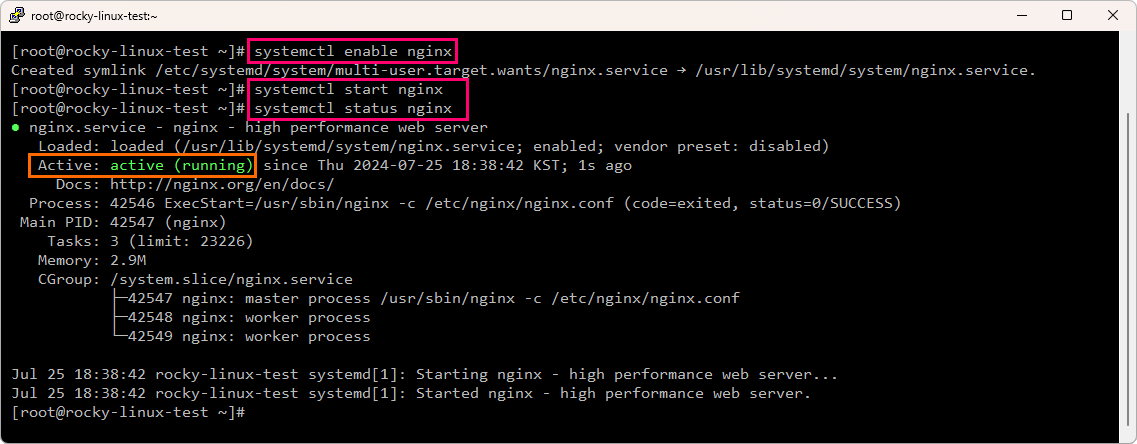 root@rocky-linux-test:~
[root@rocky-linux-test ~]# systemctl enable nginx
Created symlink /etc/systemd/system/multi-user.target.wants/nginx.service → /usr/lib/systemd/system/nginx.service.
[root@rocky-linux-test ~]# systemctl start nginx
[root@rocky-linux-test ~]# systemctl status nginx
● nginx.service - nginx - high performance web server
   Loaded: loaded (/usr/lib/systemd/system/nginx.service; enabled; vendor preset: disabled)
   Active: active (running) since Thu 2024-07-25 18:38:42 KST; 1s ago
     Docs: http://nginx.org/en/docs/
  Process: 42546 ExecStart=/usr/sbin/nginx -c /etc/nginx/nginx.conf (code=exited, status=0/SUCCESS)
 Main PID: 42547 (nginx)
    Tasks: 3 (limit: 23226)
   Memory: 2.9M
   CGroup: /system.slice/nginx.service
           ├─42547 nginx: master process /usr/sbin/nginx -c /etc/nginx/nginx.conf
           ├─42548 nginx: worker process
           └─42549 nginx: worker process
Jul 25 18:38:42 rocky-linux-test systemd[1]: Starting nginx - high performance web server...
Jul 25 18:38:42 rocky-linux-test systemd[1]: Started nginx - high performance web server.
[root@rocky-linux-test ~]#